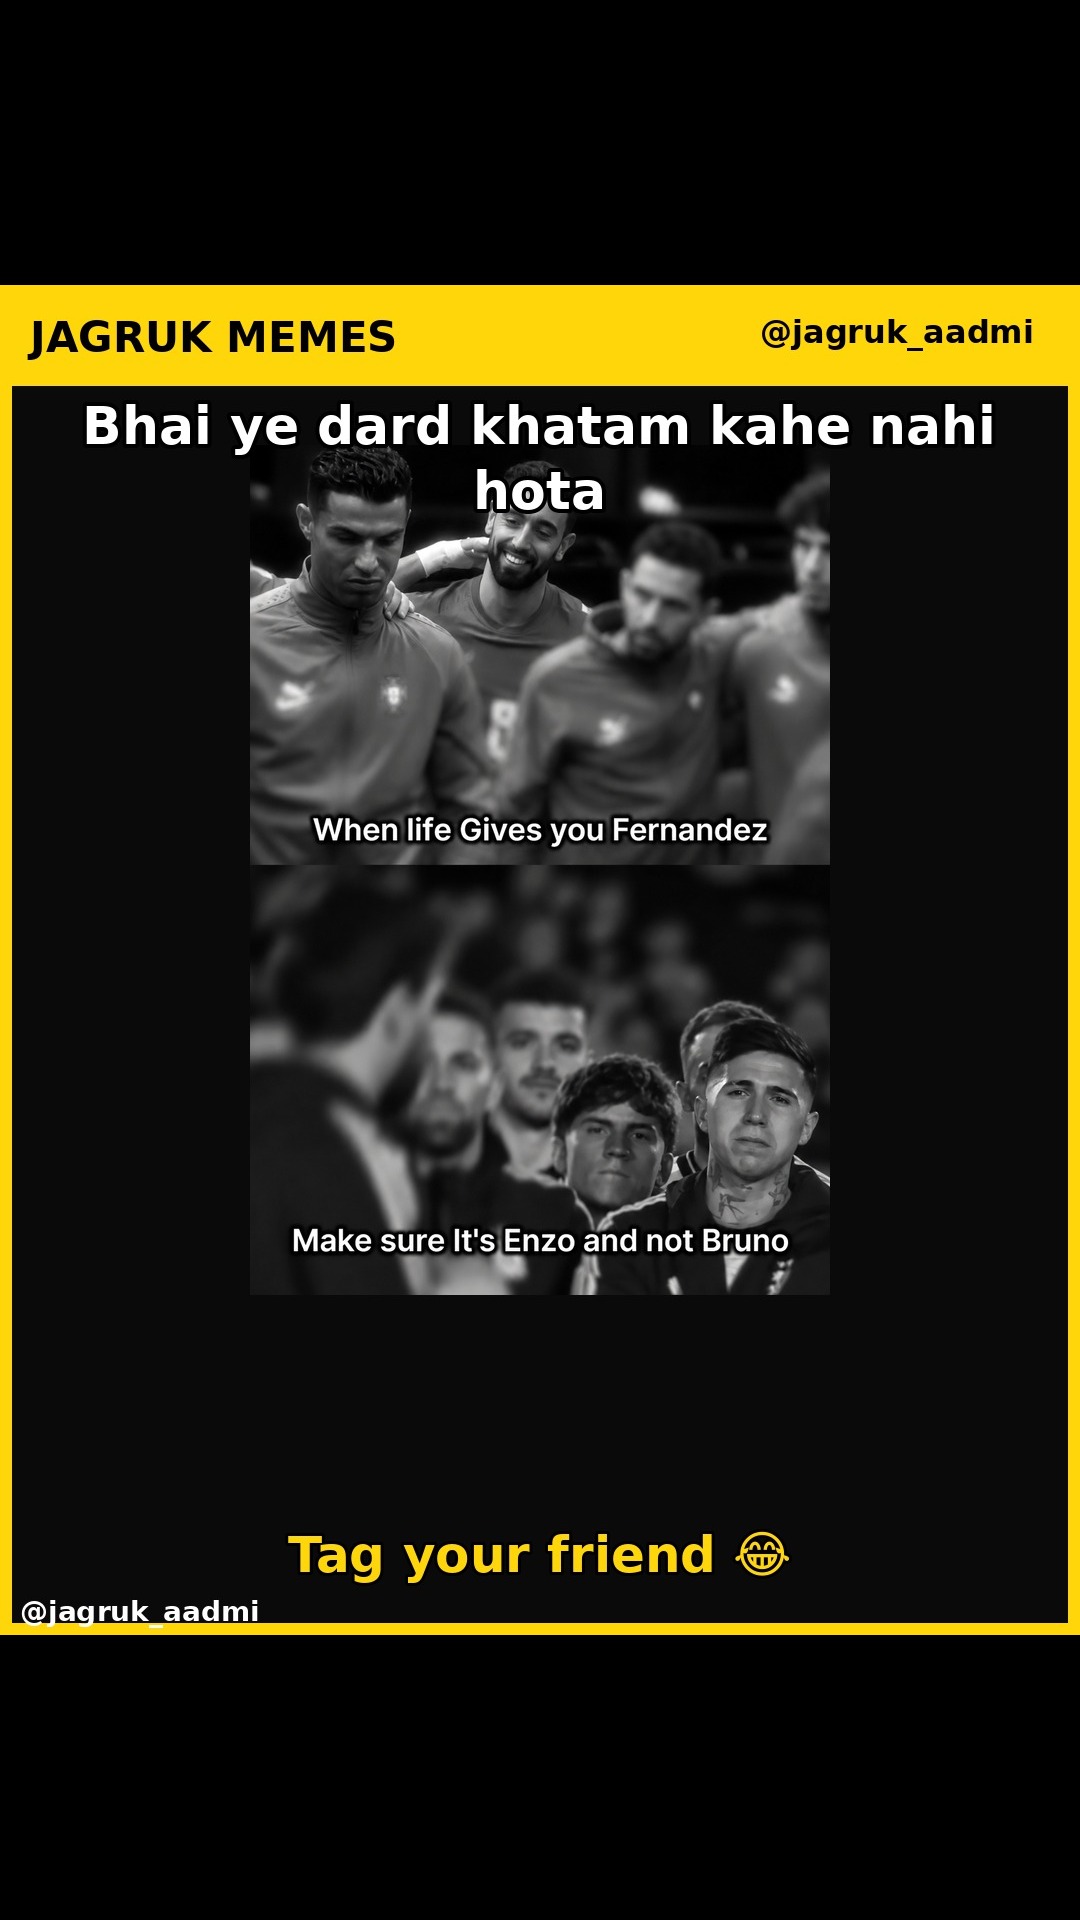 JAGRUK MEMES
@jagruk_aadmi
Bhai ye dard khatam kahe nahi
hota
When life Gives you Fernandez
Make sure It's Enzo and not Bruno
Tag your friend 😂
@jagruk_aadmi